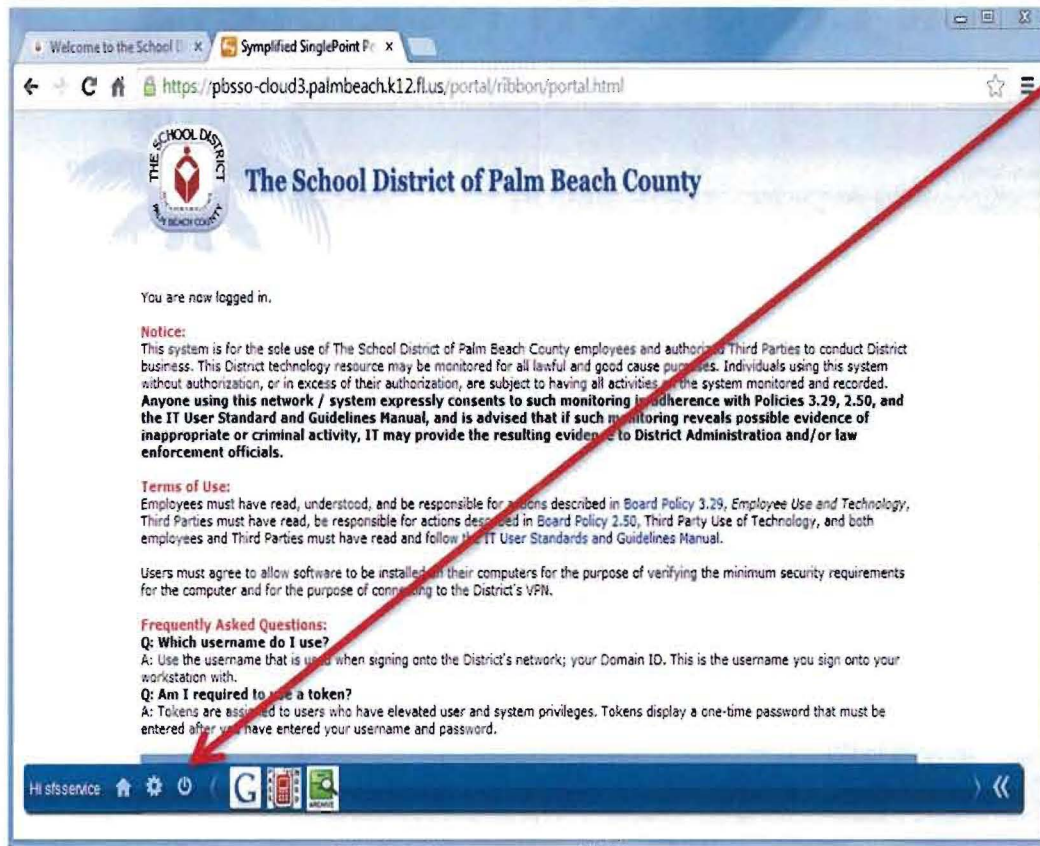 Welcome to the School
Symplified SinglePoint
https://pbsso-cloud3.palmbeach.k12.fl.us/portal/ribbon/portal.html
THE SCHOOL DISTRICT
PALM BEACH COUNTY
The School District of Palm Beach County
You are now logged in.
Notice:
This system is for the sole use of The School District of Palm Beach County employees and authorized Third Parties to conduct District
business. This District technology resource may be monitored for all lawful and good cause purposes. Individuals using this system
without authorization, or in excess of their authorization, are subject to having all activities on the system monitored and recorded.
Anyone using this network / system expressly consents to such monitoring in adherence with Policies 3.29, 2.50, and
the IT User Standard and Guidelines Manual, and is advised that if such monitoring reveals possible evidence of
inappropriate or criminal activity, IT may provide the resulting evidence to District Administration and/or law
enforcement officials.
Terms of Use:
Employees must have read, understood, and be responsible for actions described in Board Policy 3.29, Employee Use and Technology,
Third Parties must have read, be responsible for actions described in Board Policy 2.50, Third Party Use of Technology, and both
employees and Third Parties must have read and follow the IT User Standards and Guidelines Manual.
Users must agree to allow software to be installed on their computers for the purpose of verifying the minimum security requirements
for the computer and for the purpose of connecting to the District's VPN.
Frequently Asked Questions:
Q: Which username do I use?
A: Use the username that is used when signing onto the District's network; your Domain ID. This is the username you sign onto your
workstation with.
Q: Am I required to use a token?
A: Tokens are assigned to users who have elevated user and system privileges. Tokens display a one-time password that must be
entered after you have entered your username and password.
Hi sfsservice
G
ARCHIVE